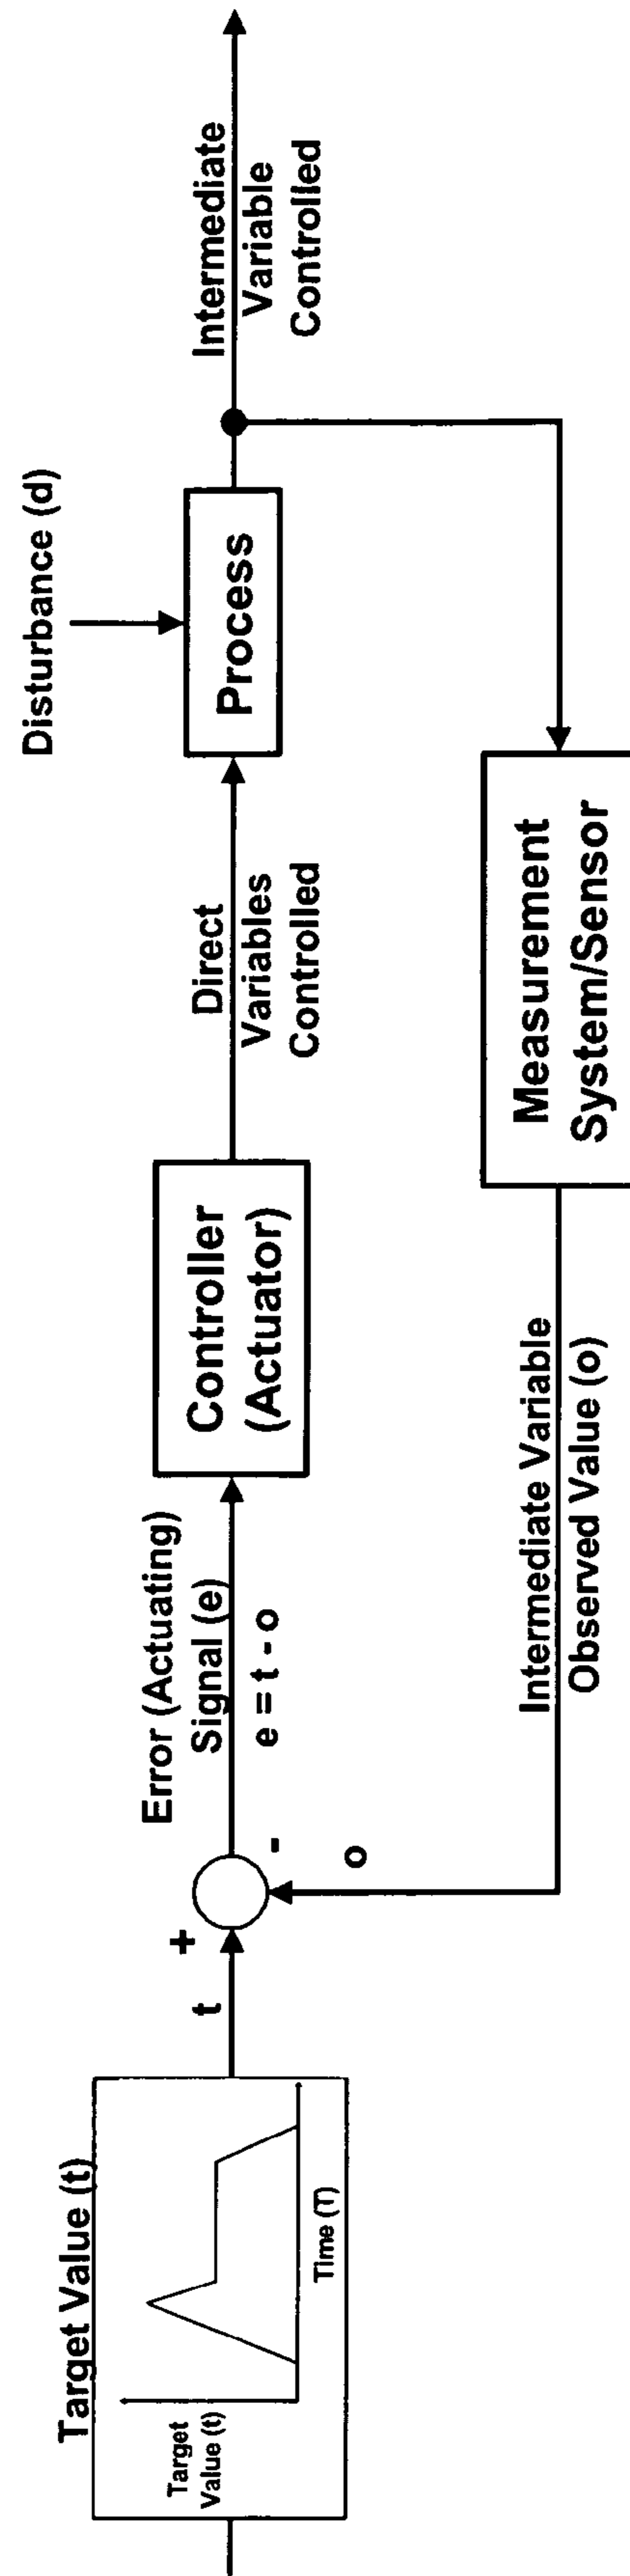 Target Value (t)
Target
Value (t)
Time (T)
t
+
-
o
Error (Actuating)
Signal (e)
e = t - o
Controller
(Actuator)
Direct
Variables
Controlled
Disturbance (d)
Process
Intermediate
Variable
Controlled
Measurement
System/Sensor
Intermediate Variable
Observed Value (o)